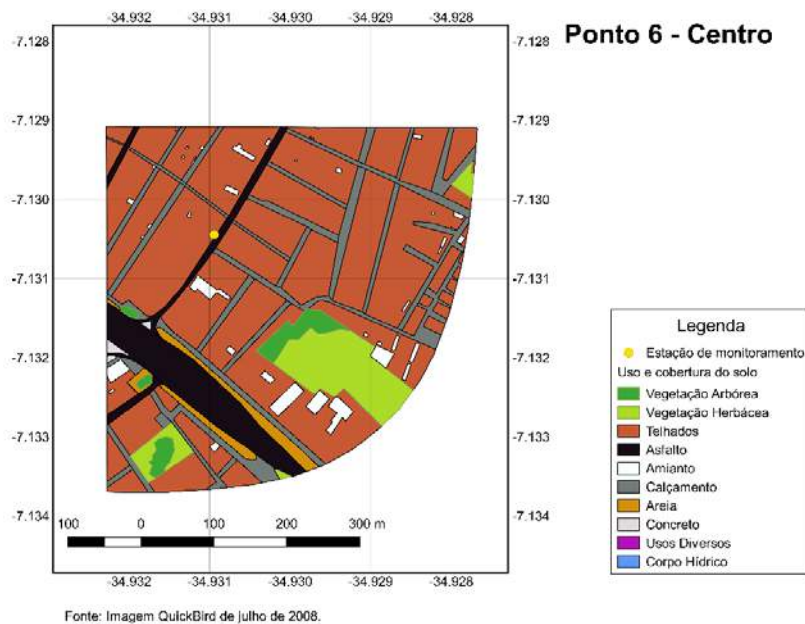 -34.932 -34.930 -34.928
Ponto 6 - Centro
-7.128 -7.128
-7.129 -7.129
-7.130 -7.130
-7.131 -7.131
-7.132 -7.132
-7.133 -7.133
-7.134 -7.134
100 0 100 200 300 m
-34.932 -34.931 -34.930 -34.929 -34.928
Legenda
Estação de monitoramento
Uso e cobertura do solo
Vegetação Arbórea
Vegetação Herbácea
Telhados
Asfalto
Amianto
Calçamento
Areia
Concreto
Usos Diversos
Corpo Hídrico
Fonte: Imagem QuickBird de julho de 2008.